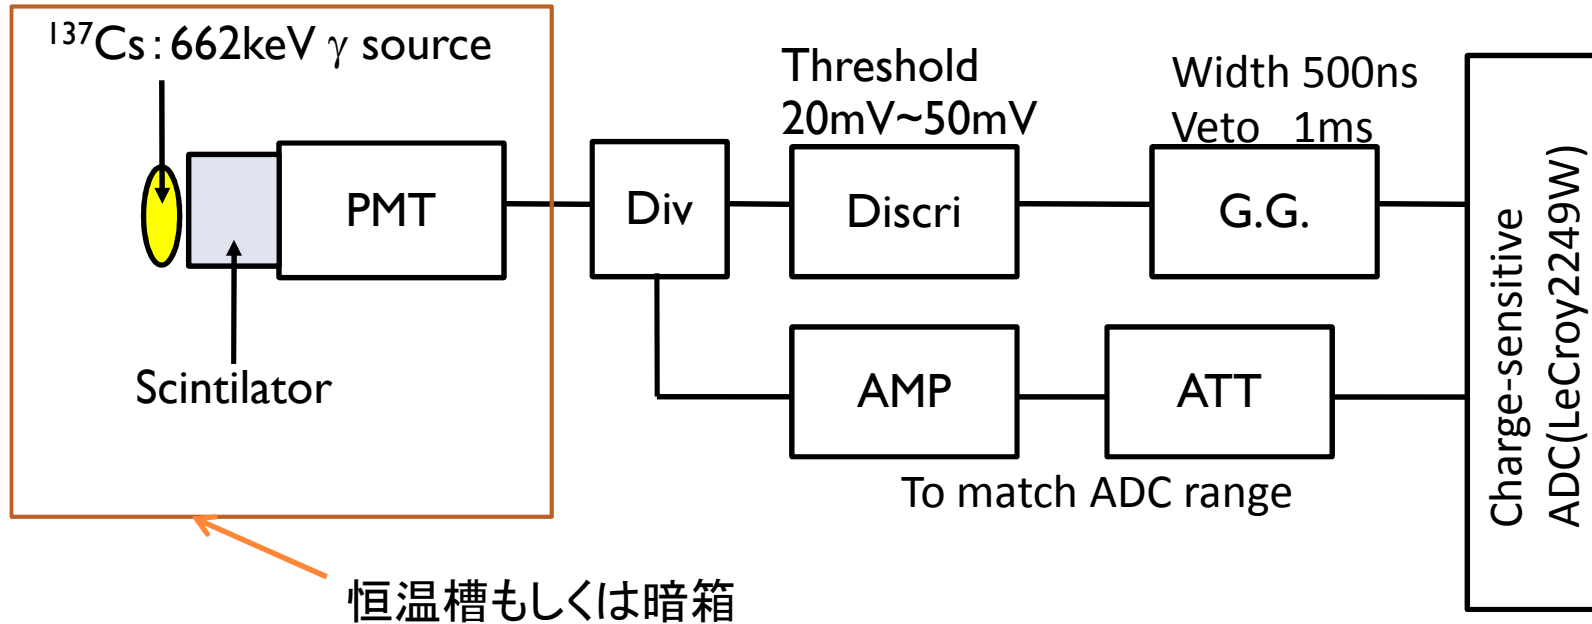 ¹³⁷Cs:662keV γ source
Threshold
20mV~50mV
Width 500ns
Veto 1ms
PMT
Div
Discri
G.G.
Scintilator
AMP
ATT
To match ADC range
Charge-sensitive
ADC(LeCroy2249W)
恒温槽もしくは暗箱